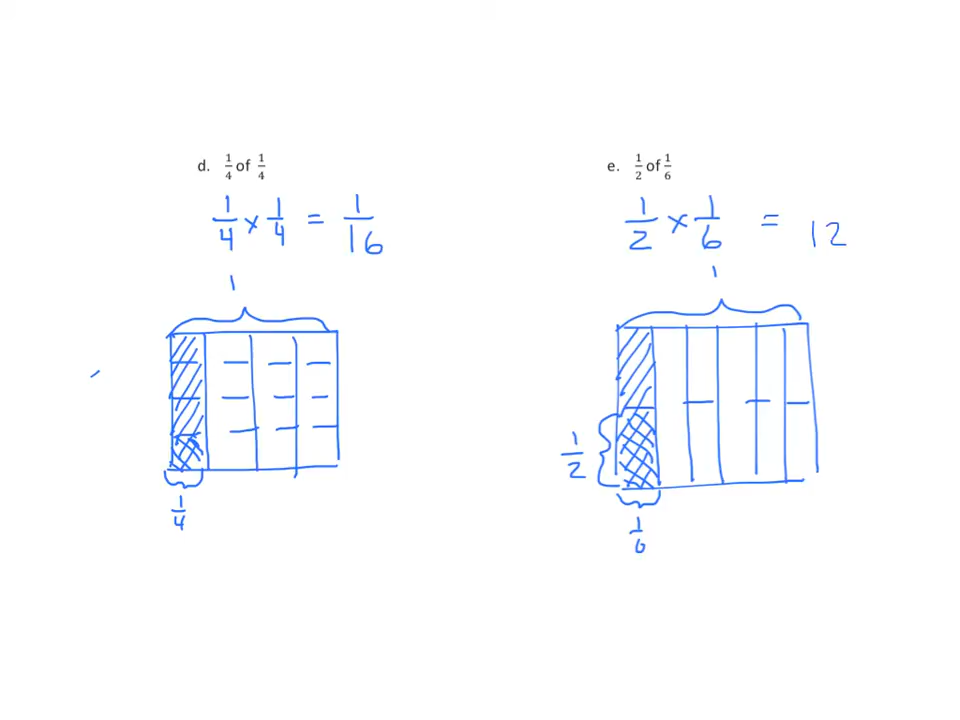 d. 1/4 of 1/4
1/4 x 1/4 = 1/16
1
1/4
e. 1/2 of 1/6
1/2 x 1/6 = 12
1
1/2
1/6